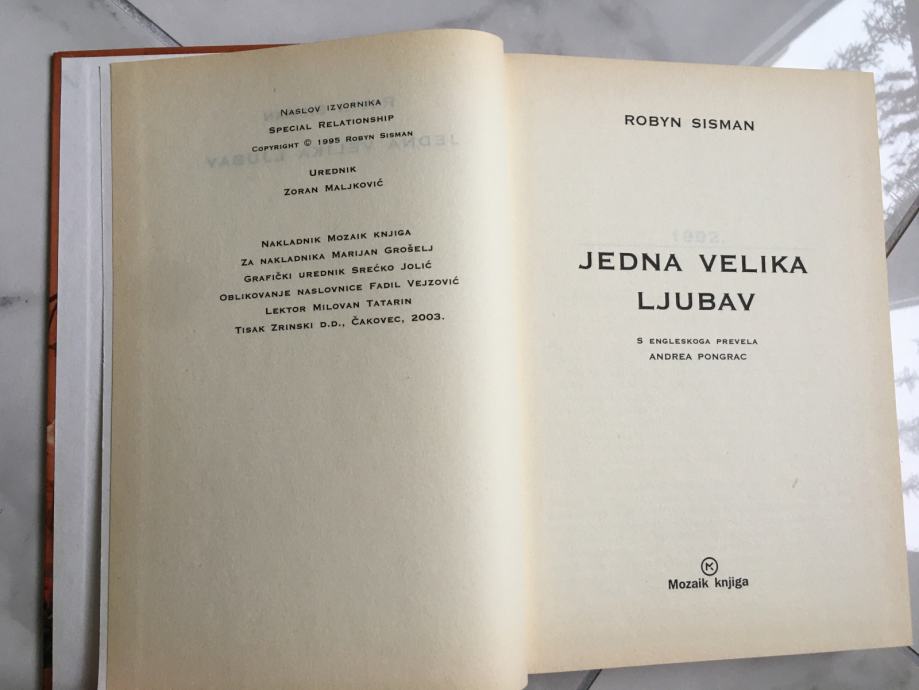 NASLOV IZVORNIKA
SPECIAL RELATIONSHIP
COPYRIGHT © 1995 ROBYN SISMAN
UREDNIK
ZORAN MALJKOVIĆ
NAKLADNIK MOZAIK KNJIGA
ZA NAKLADNIKA MARIJAN GROŠELJ
GRAFIČKI UREDNIK SREĆKO JOLIĆ
OBLIKOVANJE NASLOVNICE FADIL VEJZOVIĆ
LEKTOR MILOVAN TATARIN
TISAK ZRINSKI D.D., ČAKOVEC, 2003.
ROBYN SISMAN
1992.
JEDNA VELIKA
LJUBAV
S ENGLESKOGA PREVELA
ANDREA PONGRAC
Mozaik knjiga